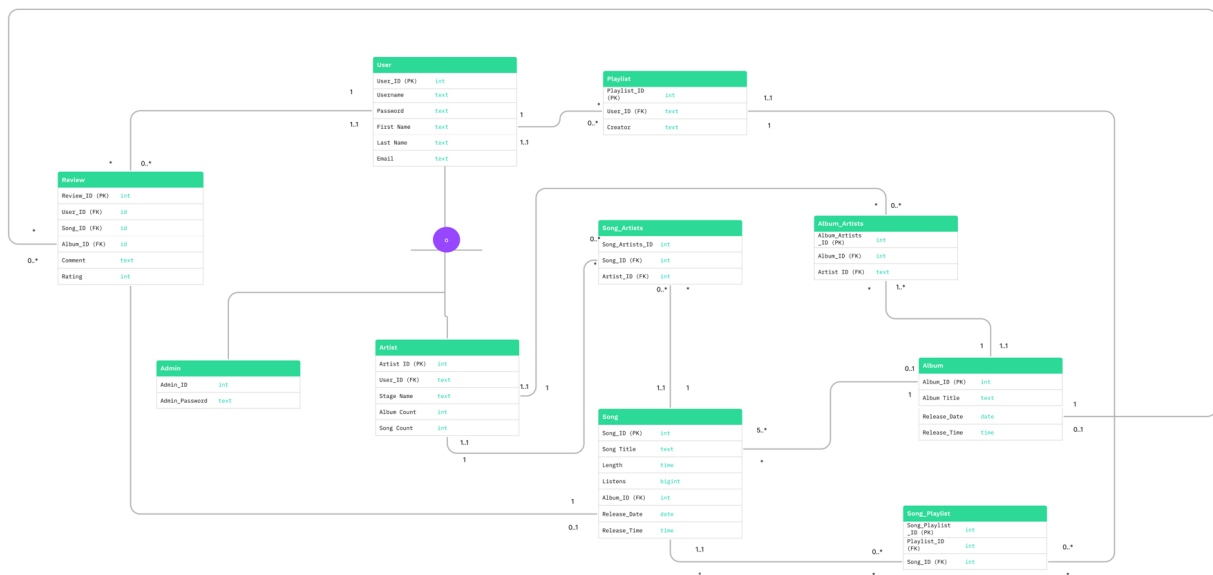 User
User_ID (PK) int
Username text
Password text
First Name text
Last Name text
Email text
Playlist
Playlist_ID
(PK) int
User_ID (FK) text
Creator text
1
1..1
1
1..1
*
0..*
1..1
1
*
0..*
Review
Review_ID (PK) int
User_ID (FK) id
Song_ID (FK) id
Album_ID (FK) id
Comment text
Rating int
*
0..*
o
Song_Artists
Song_Artists_ID int
Song_ID (FK) int
Artist_ID (FK) int
0..*
*
0..*
*
Album_Artists
Album_Artists
_ID (PK) int
Album_ID (FK) int
Artist ID (FK) text
*
0..*
*
1..*
Admin
Admin_ID int
Admin_Password text
Artist
Artist ID (PK) int
User_ID (FK) text
Stage Name text
Album Count int
Song Count int
1..1
1
1..1
1
1..1
1
Song
Song_ID (PK) int
Song Title text
Length time
Listens bigint
Album_ID (FK) int
Release_Date date
Release_Time time
1
1..1
Album
Album_ID (PK) int
Album Title text
Release_Date date
Release_Time time
0..1
1
1
0..1
5..*
*
1
0..1
1..1
*
Song_Playlist
Song_Playlist
_ID (PK) int
Playlist_ID
(FK) int
Song_ID (FK) int
0..*
*
0..*
*